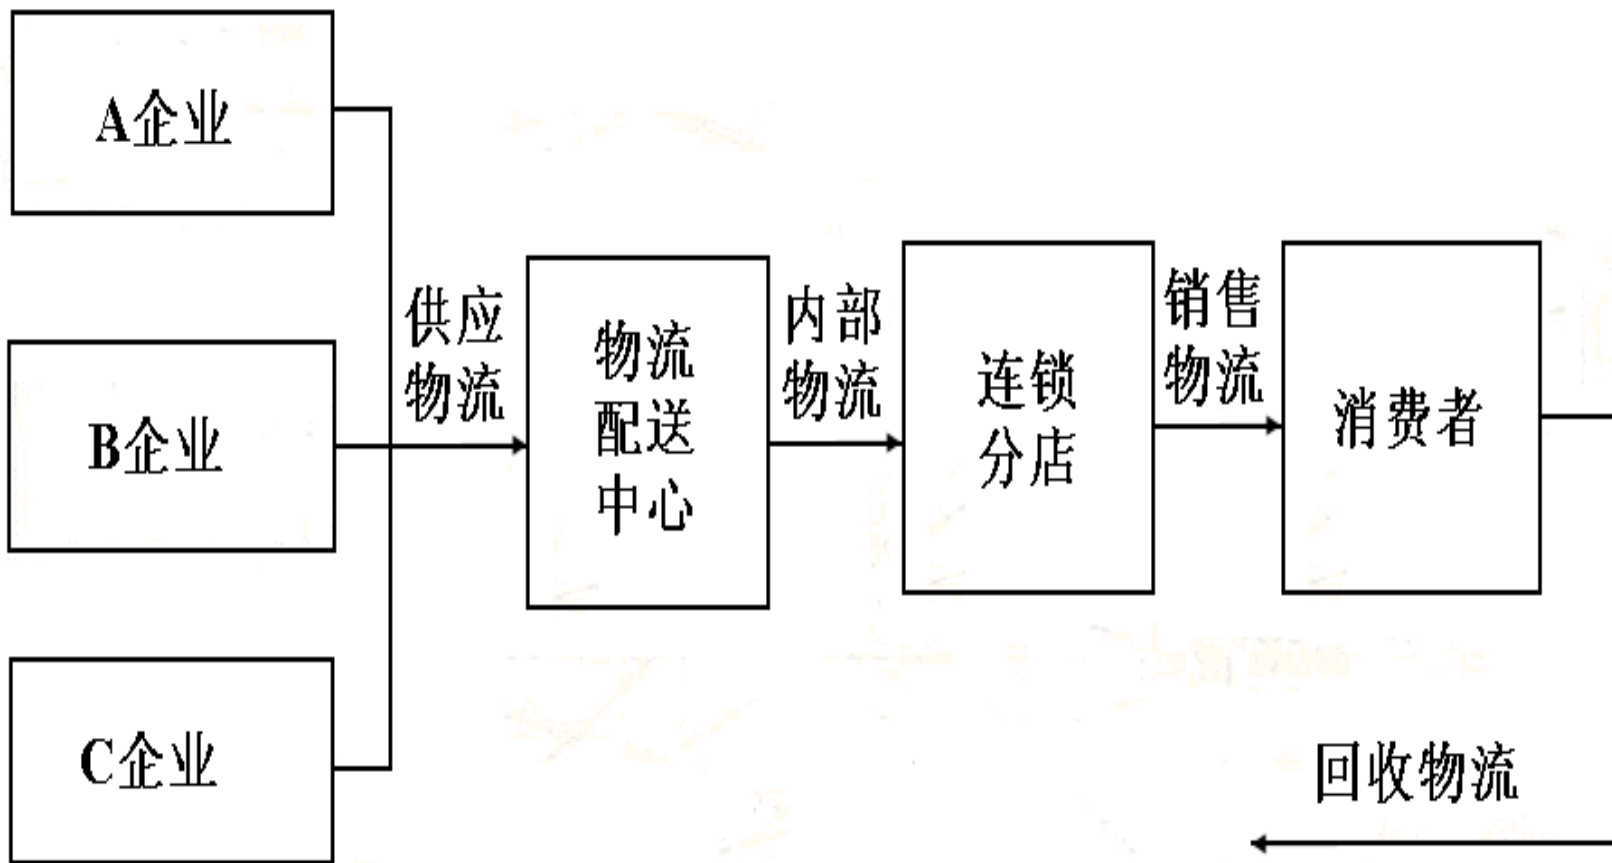 A企业
B企业
C企业
供应
物流
物流
配送
中心
内部
物流
连锁
分店
销售
物流
消费者
回收物流